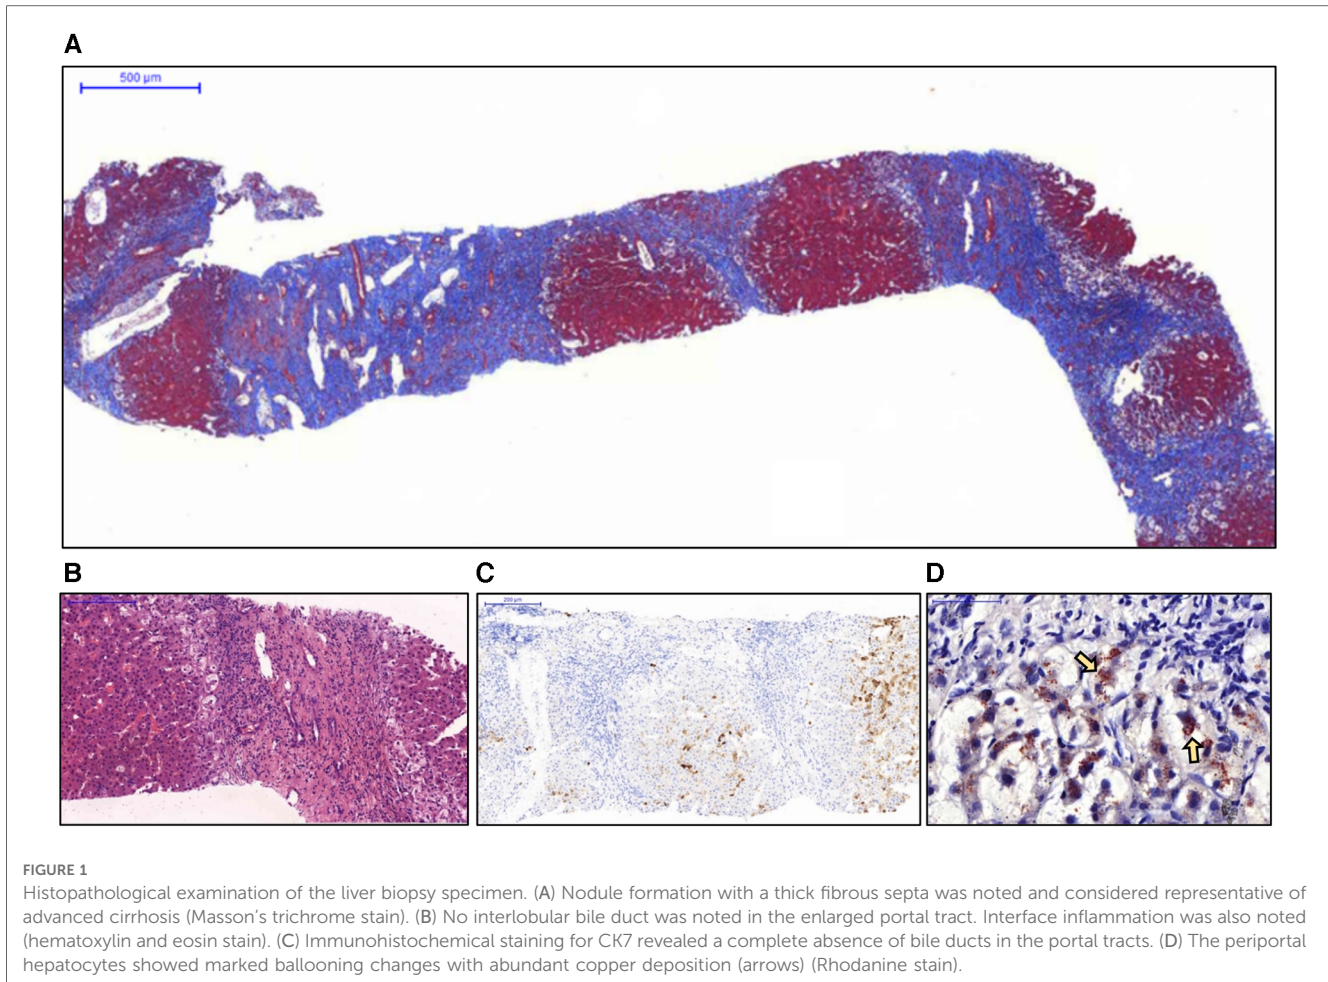 A
500 µm
B
C
D
200 µm
FIGURE 1
Histopathological examination of the liver biopsy specimen. (A) Nodule formation with a thick fibrous septa was noted and considered representative of
advanced cirrhosis (Masson's trichrome stain). (B) No interlobular bile duct was noted in the enlarged portal tract. Interface inflammation was also noted
(hematoxylin and eosin stain). (C) Immunohistochemical staining for CK7 revealed a complete absence of bile ducts in the portal tracts. (D) The periportal
hepatocytes showed marked ballooning changes with abundant copper deposition (arrows) (Rhodanine stain).